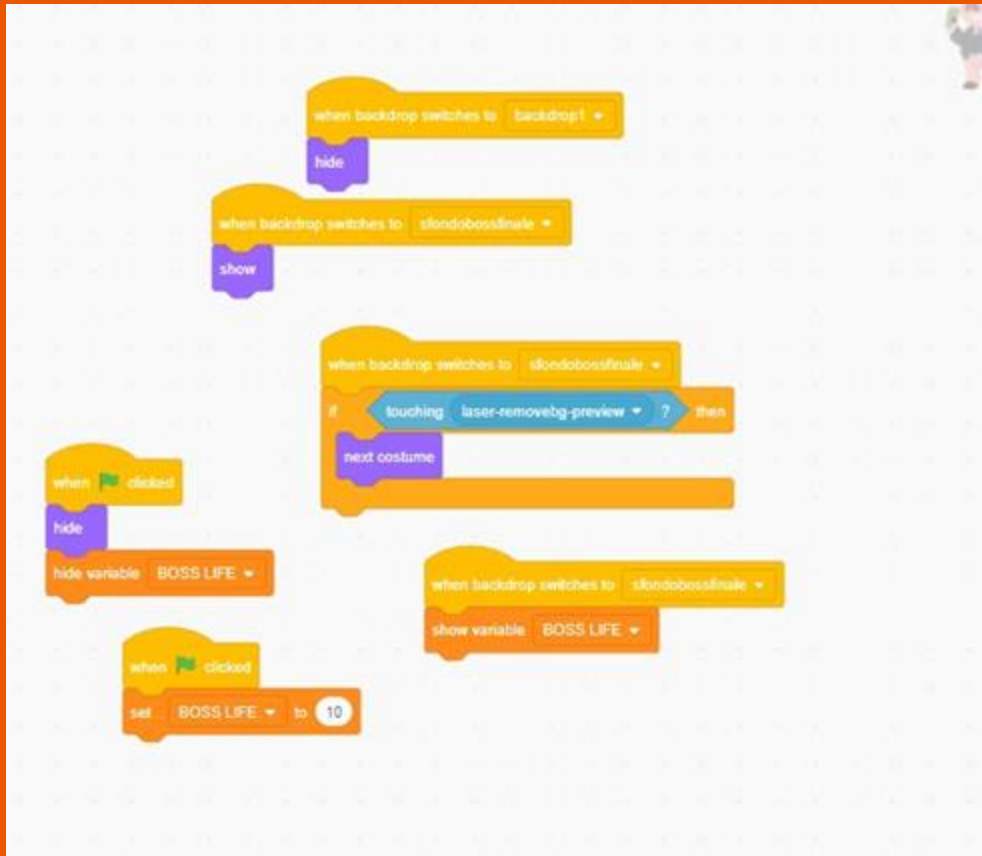 when backdrop switches to backdrop1
hide
when backdrop switches to sfondobossfinale
show
when backdrop switches to sfondobossfinale
if touching laser-removebg-preview ? then
next costume
when clicked
hide
hide variable BOSS LIFE
when backdrop switches to sfondobossfinale
show variable BOSS LIFE
when clicked
set BOSS LIFE to 10